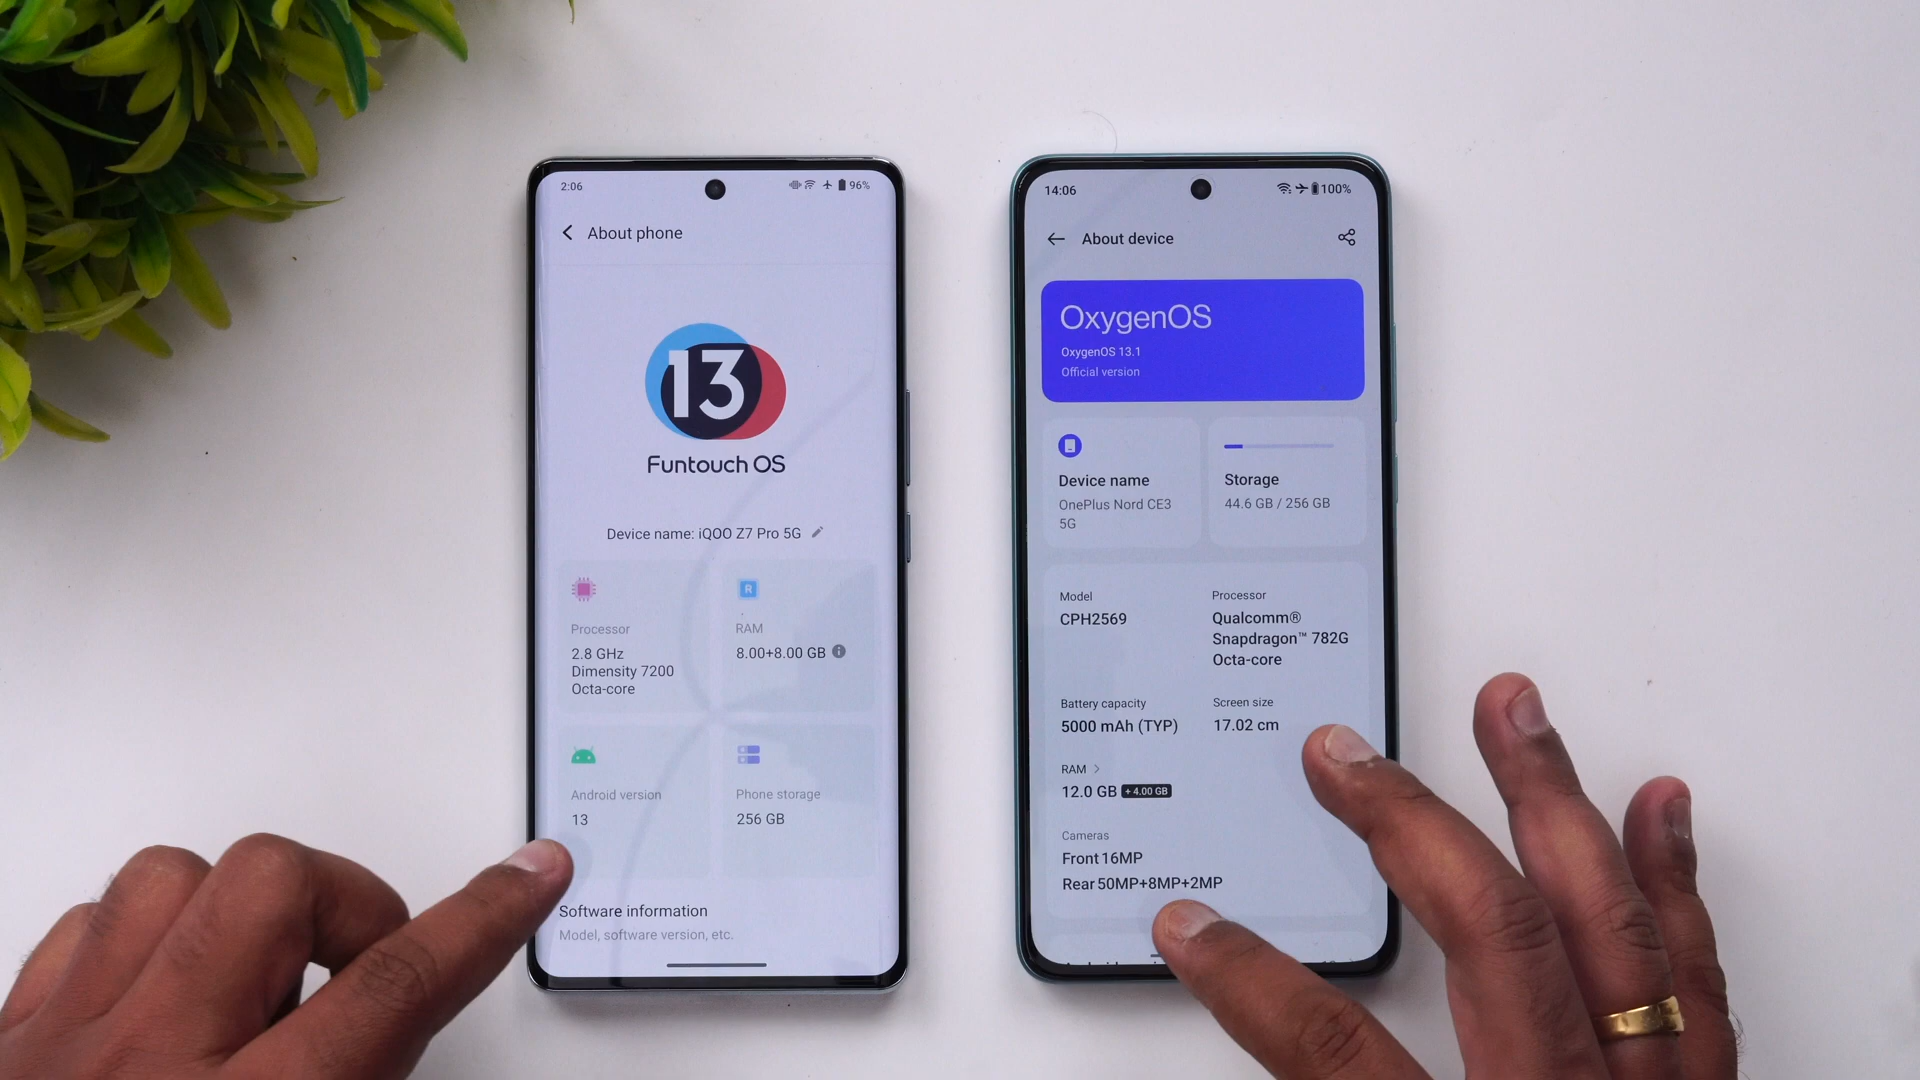 2:06
96%
About phone
13
Funtouch OS
Device name: iQOO Z7 Pro 5G
R
Processor
2.8 GHz
Dimensity 7200
Octa-core
RAM
8.00+8.00 GB
Android version
13
Phone storage
256 GB
Software information
Model, software version, etc.
14:06
100%
About device
OxygenOS
OxygenOS 13.1
Official version
Device name
OnePlus Nord CE3
5G
Storage
44.6 GB / 256 GB
Model
CPH2569
Processor
Qualcomm®
Snapdragon™ 782G
Octa-core
Battery capacity
5000 mAh (TYP)
Screen size
17.02 cm
RAM
12.0 GB + 4.00 GB
Cameras
Front 16MP
Rear 50MP+8MP+2MP